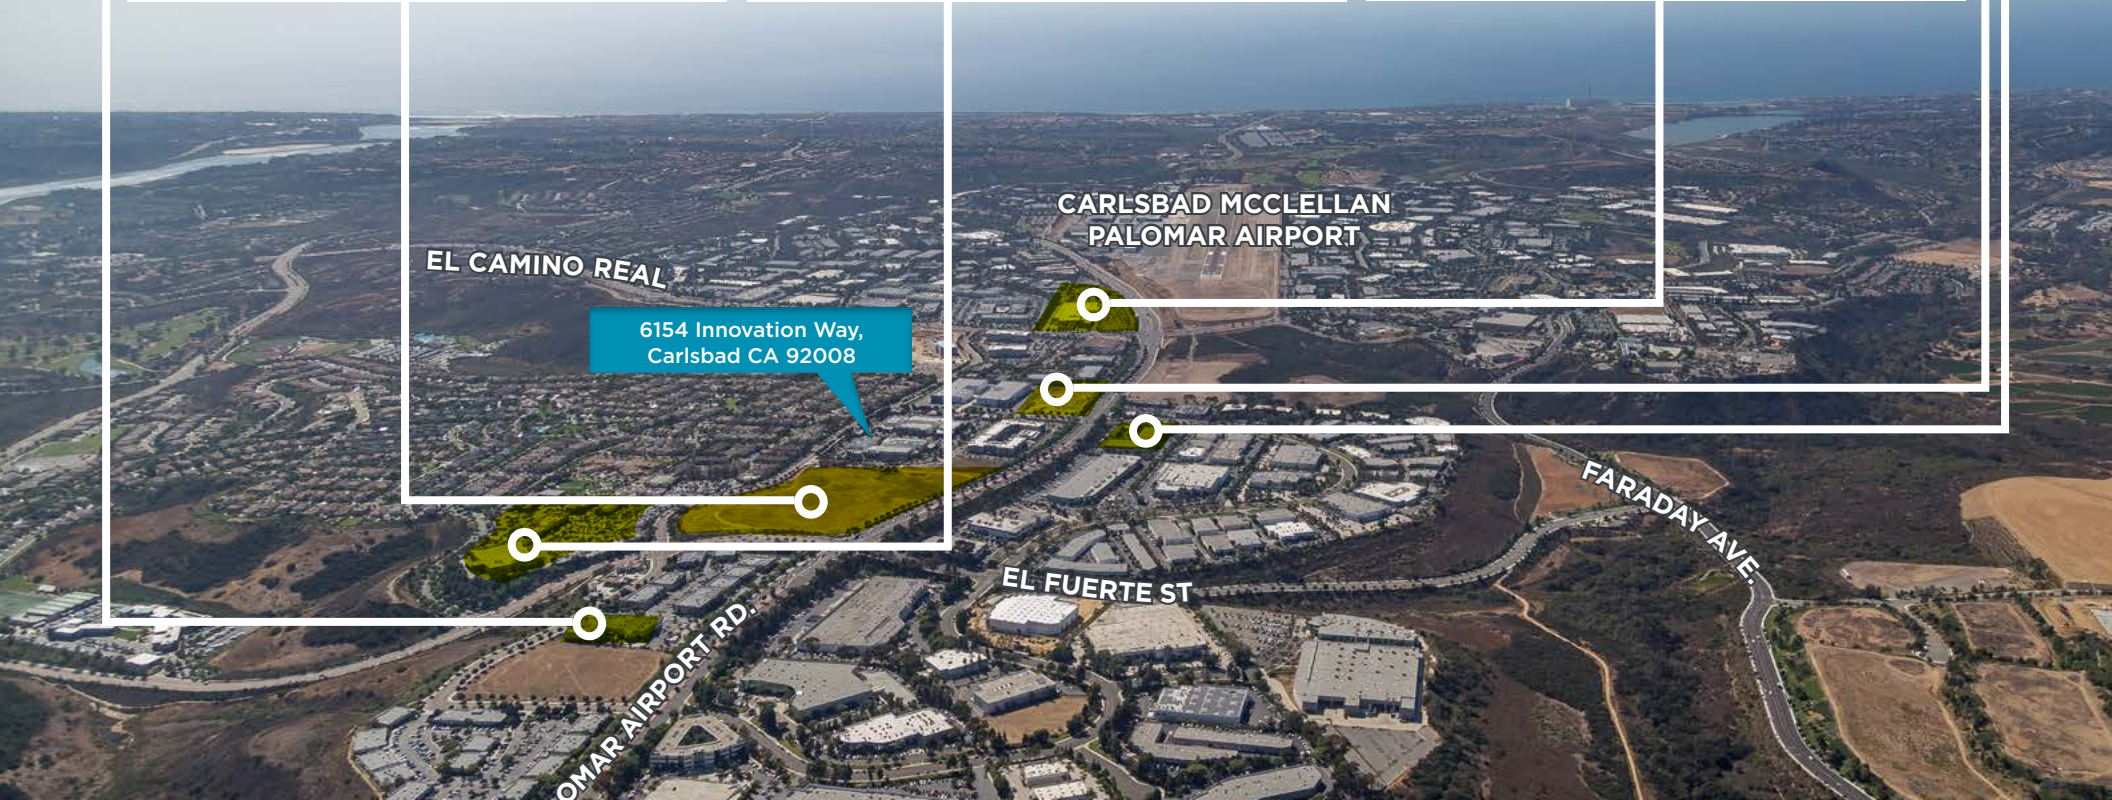 CARLSBAD MCCLELLAN
PALOMAR AIRPORT
EL CAMINO REAL
6154 Innovation Way,
Carlsbad CA 92008
FARADAY AVE.
EL FUERTE ST
OMAR AIRPORT RD.